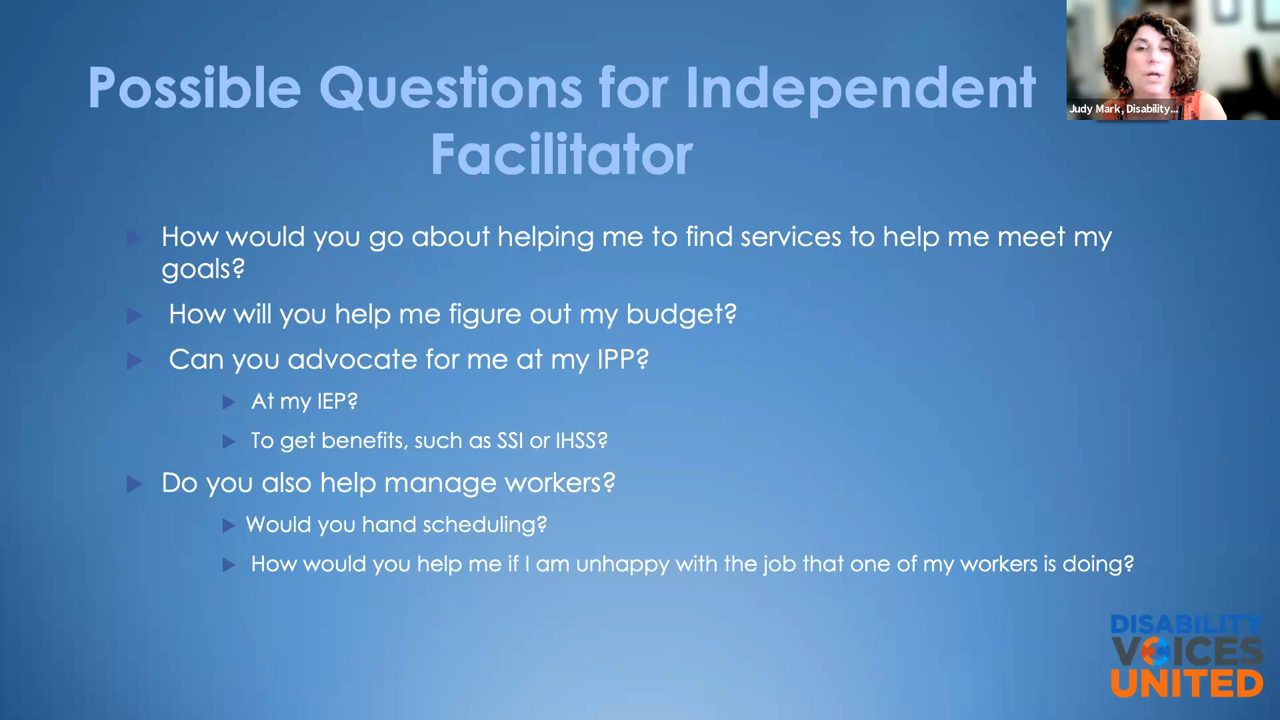 Possible Questions for Independent
Facilitator
Judy Mark, Disability...
How would you go about helping me to find services to help me meet my
goals?
How will you help me figure out my budget?
Can you advocate for me at my IPP?
At my IEP?
To get benefits, such as SSI or IHSS?
Do you also help manage workers?
Would you hand scheduling?
How would you help me if I am unhappy with the job that one of my workers is doing?
DISABILITY
VOICES
UNITED